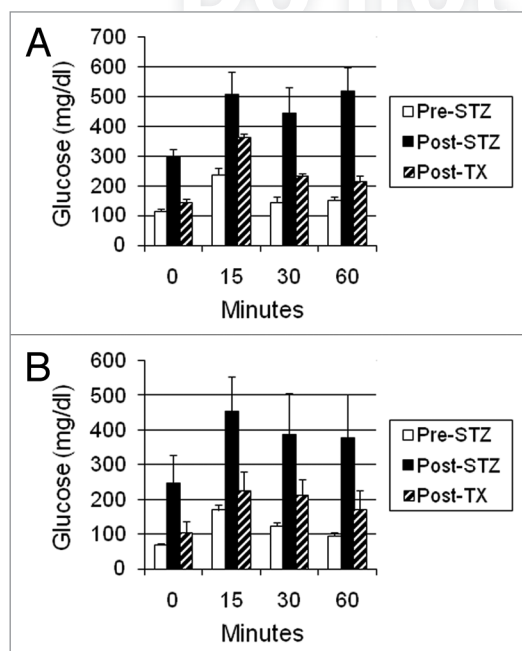 A
700
600
500
400
300
200
100
0
Glucose (mg/dl)
0 15 30 60
Minutes
Pre-STZ
Post-STZ
Post-TX
B
600
500
400
300
200
100
0
Glucose (mg/dl)
0 15 30 60
Minutes
Pre-STZ
Post-STZ
Post-TX